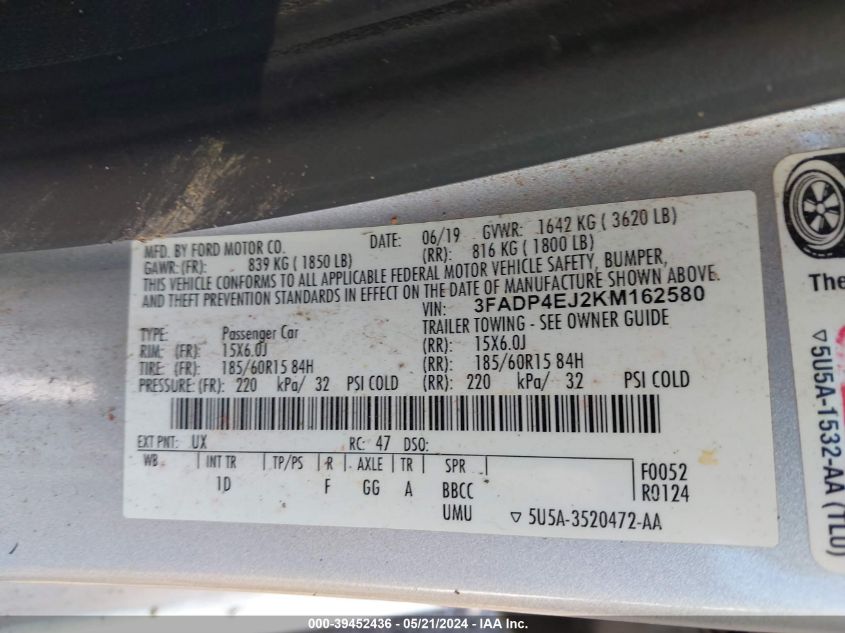 MFD. BY FORD MOTOR CO.
DATE: 06/19 GVWR: 1642 KG ( 3620 LB)
GAWR:(FR): 839 KG ( 1850 LB) (RR): 816 KG ( 1800 LB)
THIS VEHICLE CONFORMS TO ALL APPLICABLE FEDERAL MOTOR VEHICLE SAFETY, BUMPER,
AND THEFT PREVENTION STANDARDS IN EFFECT ON THE DATE OF MANUFACTURE SHOWN ABOVE.
VIN: 3FADP4EJ2KM162580
TYPE: Passenger Car TRAILER TOWING - SEE OWNER GUIDE
RIM: (FR): 15X6.0J (RR): 15X6.0J
TIRE: (FR): 185/60R15 84H (RR): 185/60R15 84H
PRESSURE:(FR): 220 kPa/ 32 PSI COLD (RR): 220 kPa/ 32 PSI COLD
EXT PNT: UX RC: 47 DSO:
WB INT TR TP/PS R AXLE TR SPR F0052
1D F GG A BBCC R0124
UMU ▽ 5U5A-3520472-AA
The
▽5U5A-1532-AA (TLU)
000-39452436 - 05/21/2024 - IAA Inc.